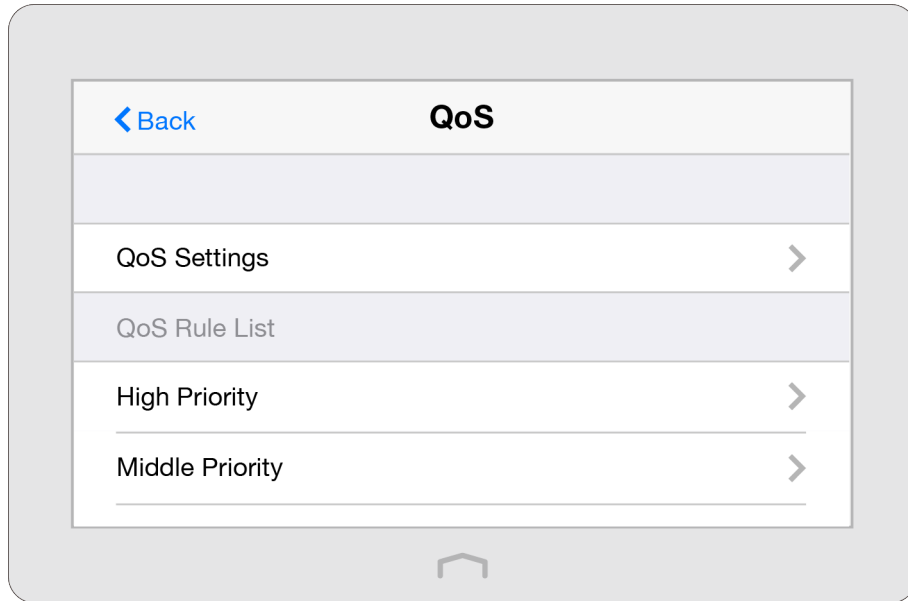 Back
QoS
QoS Settings
QoS Rule List
High Priority
Middle Priority